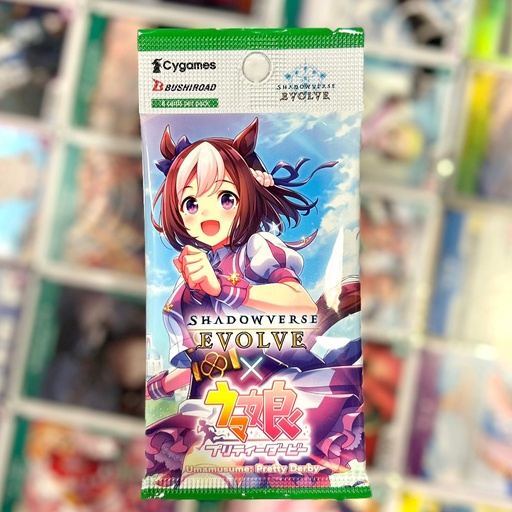 Cygames
BUSHIROAD
8 cards per pack
SHADOWVERSE
EVOLVE
SHADOWVERSE
EVOLVE
×
ウマ娘
プリティーダービー
Umamusume: Pretty Derby